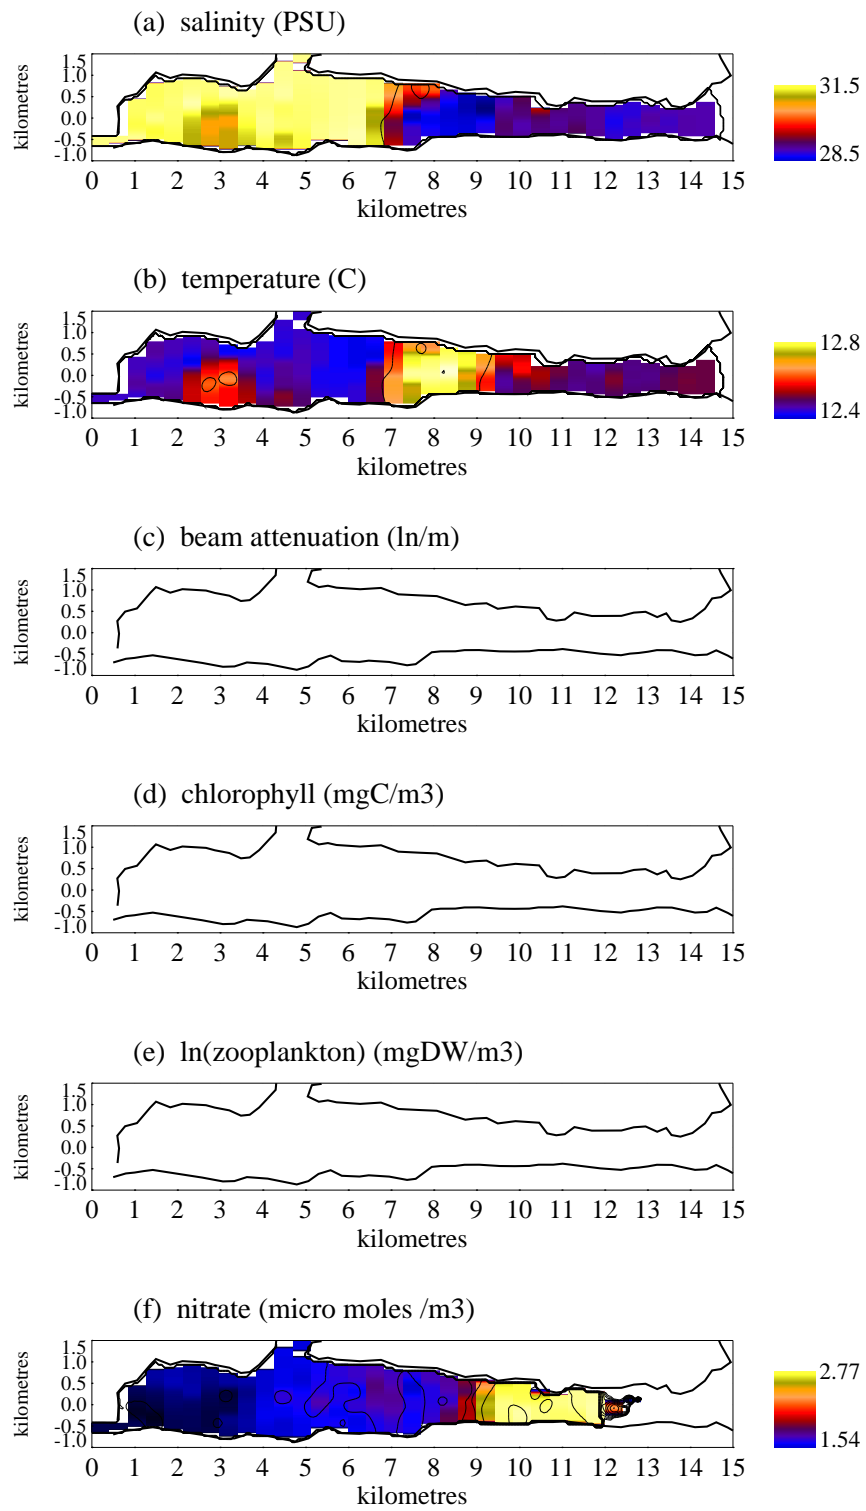 (a) salinity (PSU)
kilometres
1.5
1.0
0.5
0.0
-0.5
-1.0
0 1 2 3 4 5 6 7 8 9 10 11 12 13 14 15
kilometres
31.5
28.5
(b) temperature (C)
kilometres
1.5
1.0
0.5
0.0
-0.5
-1.0
0 1 2 3 4 5 6 7 8 9 10 11 12 13 14 15
kilometres
12.8
12.4
(c) beam attenuation (ln/m)
kilometres
1.5
1.0
0.5
0.0
-0.5
-1.0
0 1 2 3 4 5 6 7 8 9 10 11 12 13 14 15
kilometres
(d) chlorophyll (mgC/m3)
kilometres
1.5
1.0
0.5
0.0
-0.5
-1.0
0 1 2 3 4 5 6 7 8 9 10 11 12 13 14 15
kilometres
(e) ln(zooplankton) (mgDW/m3)
kilometres
1.5
1.0
0.5
0.0
-0.5
-1.0
0 1 2 3 4 5 6 7 8 9 10 11 12 13 14 15
kilometres
(f) nitrate (micro moles /m3)
kilometres
1.5
1.0
0.5
0.0
-0.5
-1.0
0 1 2 3 4 5 6 7 8 9 10 11 12 13 14 15
kilometres
2.77
1.54